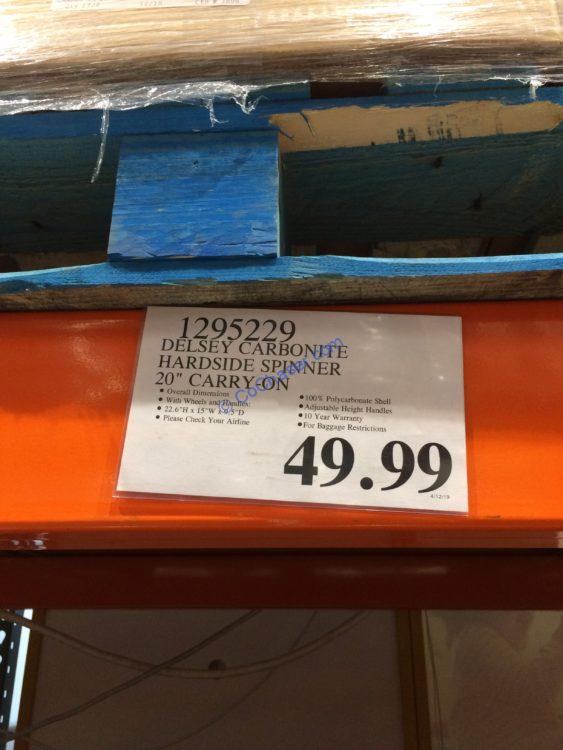 1295229
DELSEY CARBONITE
HARDSIDE SPINNER
20" CARRY-ON
• Overall Dimensions
• With Wheels and Handles:
• 22.6"H x 15"W x 9.5"D
• Please Check Your Airline
• 100% Polycarbonate Shell
• Adjustable Height Handles
• 10 Year Warranty
• For Baggage Restrictions
49.99
4/12/19
CoChaser.com